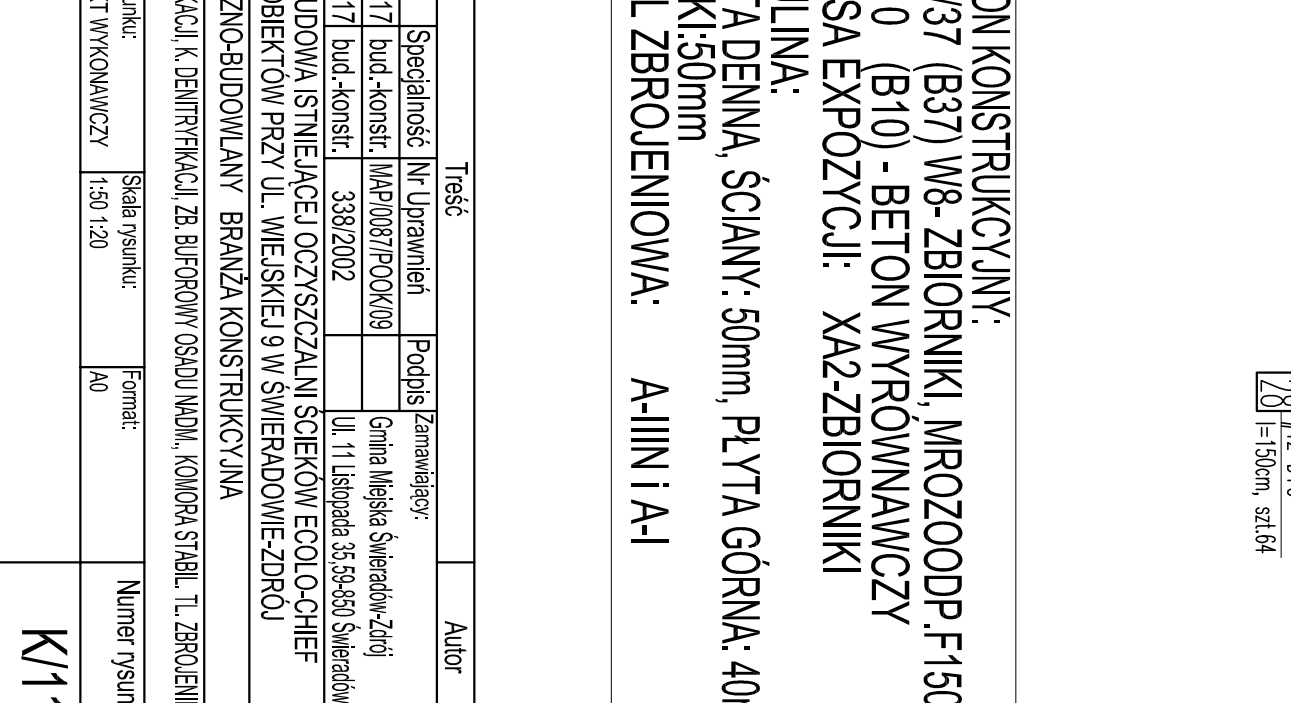 l=150cm, szt.64
ON KONSTRUKCYJNY:
/37 (B37) W8- ZBIORNIKI, MROZOODP.F150
0 (B10) - BETON WYRÓWNAWCZY
SA EXPOZYCJI: XA2-ZBIORNIKI
LINA:
TA DENNA, ŚCIANY: 50mm, PŁYTA GÓRNA: 40
KI:50mm
L ZBROJENIOWA: A-IIIN i A-I
Treść Autor
Specjalność Nr Uprawnień Podpis Zamawiający:
17 bud.-konstr. MAP/0087/POOK/09 Gmina Miejska Świeradów-Zdrój
17 bud.-konstr. 338/2002 Ul. 11 Listopada 35,59-850 Świeradów
UDOWA ISTNIEJĄCEJ OCZYSZCZALNI ŚCIEKÓW ECOLO-CHIEF
OBIEKTÓW PRZY UL. WIEJSKIEJ 9 W ŚWIERADOWIE-ZDRÓJ
ZNO-BUDOWLANY BRANŻA KONSTRUKCYJNA
KACJI, K. DENITRYFIKACJI, ZB. BUFOROWY OSADU NADM., KOMORA STABIL. TL. ZBROJENI
unku: Skala rysunku: Format: Numer rysun
KT WYKONAWCZY 1:50 1:20 A0
K/1